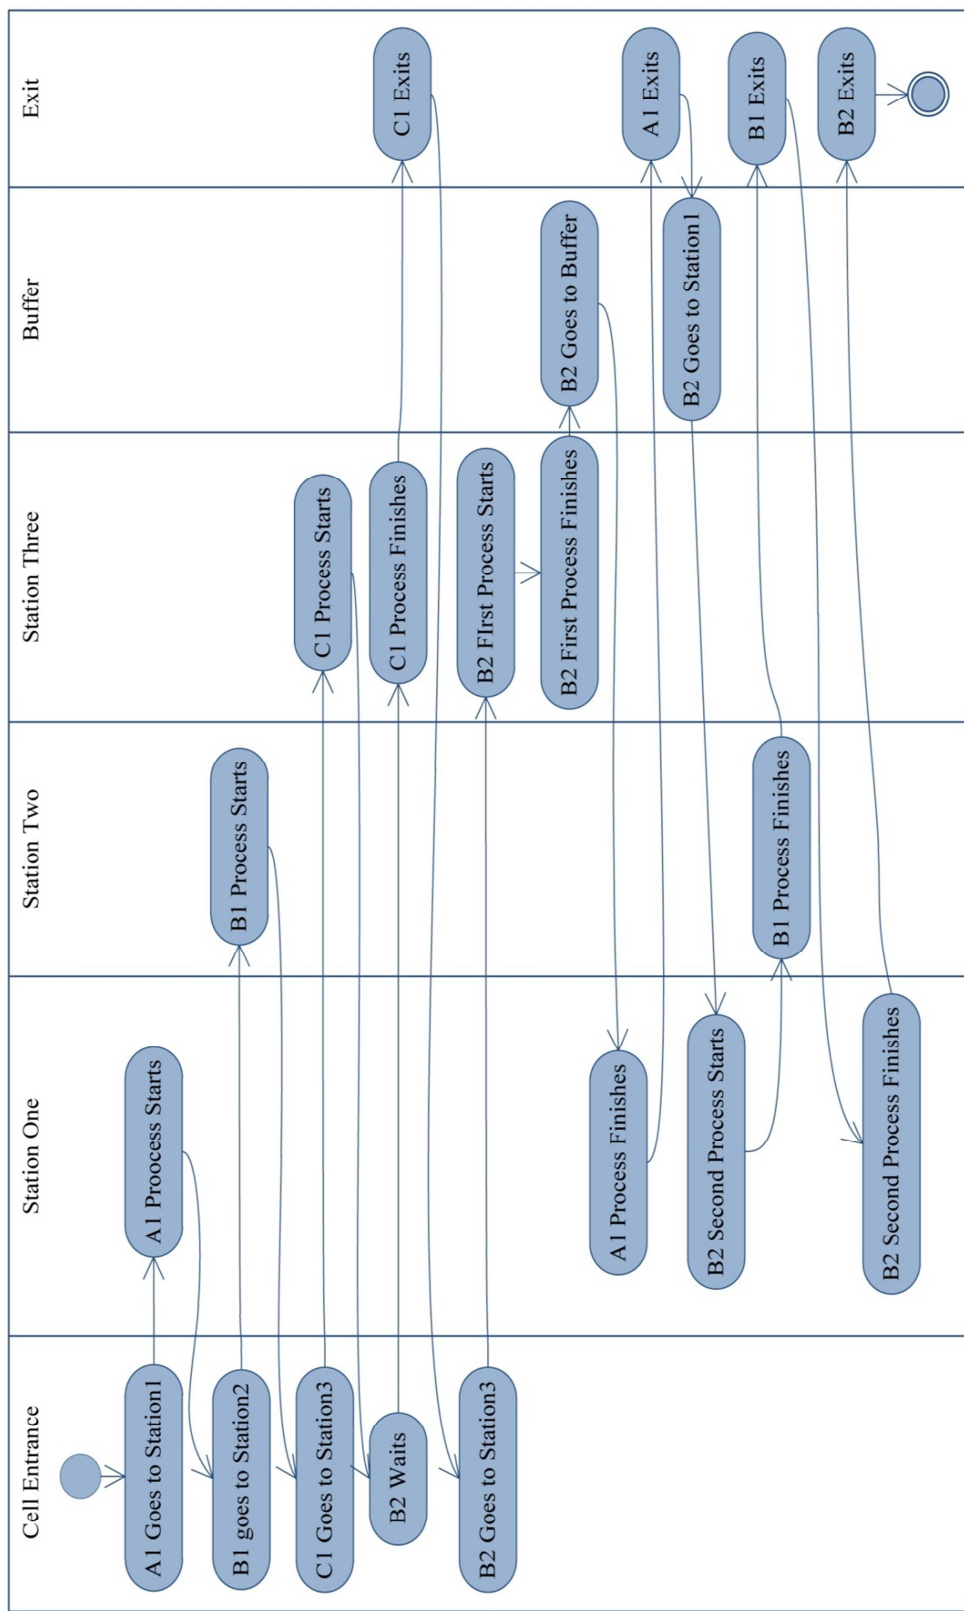 Cell Entrance
Station One
Station Two
Station Three
Buffer
Exit
A1 Goes to Station1
A1 Proocess Starts
B1 goes to Station2
B1 Process Starts
C1 Goes to Station3
C1 Process Starts
B2 Waits
C1 Process Finishes
C1 Exits
B2 Goes to Station3
B2 FIrst Process Starts
B2 First Process Finishes
B2 Goes to Buffer
A1 Process Finishes
A1 Exits
B2 Goes to Station1
B2 Second Process Starts
B1 Process Finishes
B1 Exits
B2 Second Process Finishes
B2 Exits